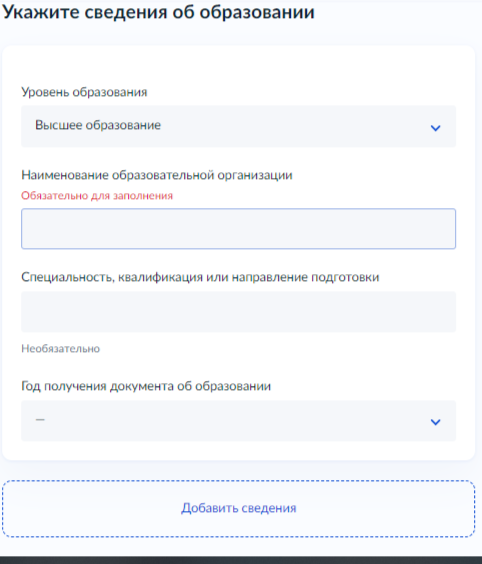 Укажите сведения об образовании
Уровень образования
Высшее образование
Наименование образовательной организации
Обязательно для заполнения
Специальность, квалификация или направление подготовки
Необязательно
Год получения документа об образовании
—
Добавить сведения